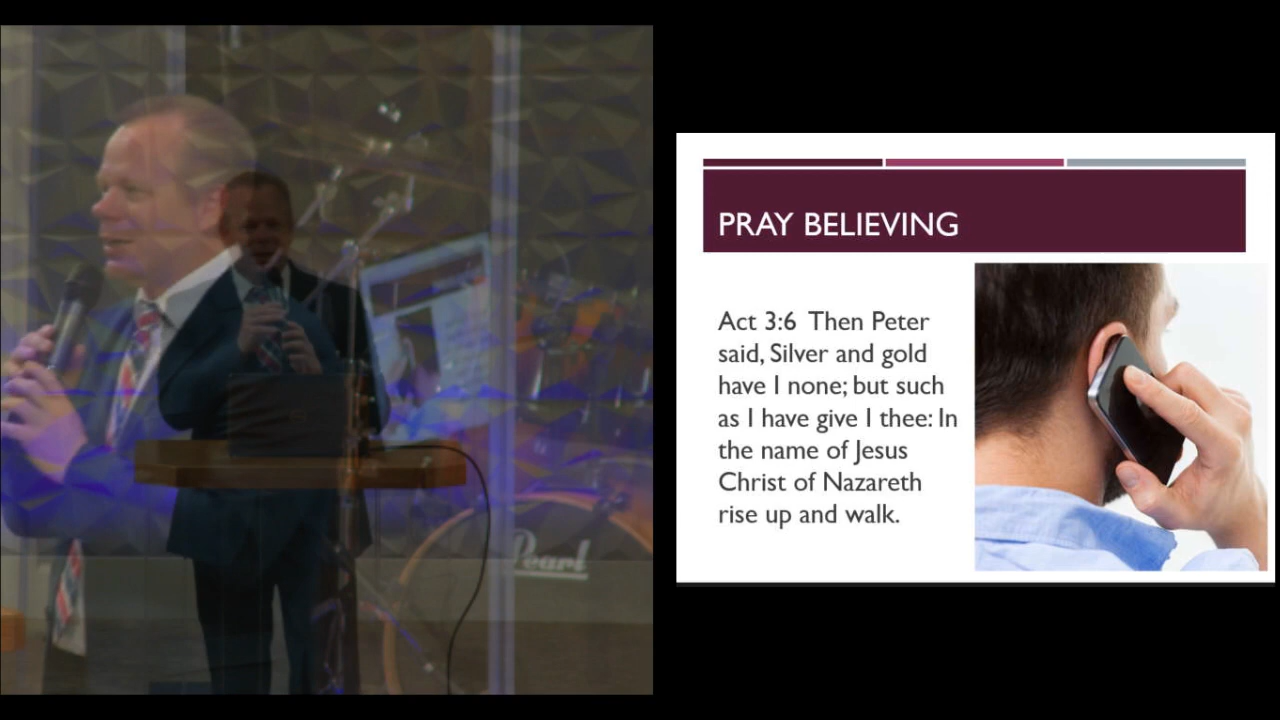 Pearl
PRAY BELIEVING
Act 3:6 Then Peter
said, Silver and gold
have I none; but such
as I have give I thee: In
the name of Jesus
Christ of Nazareth
rise up and walk.